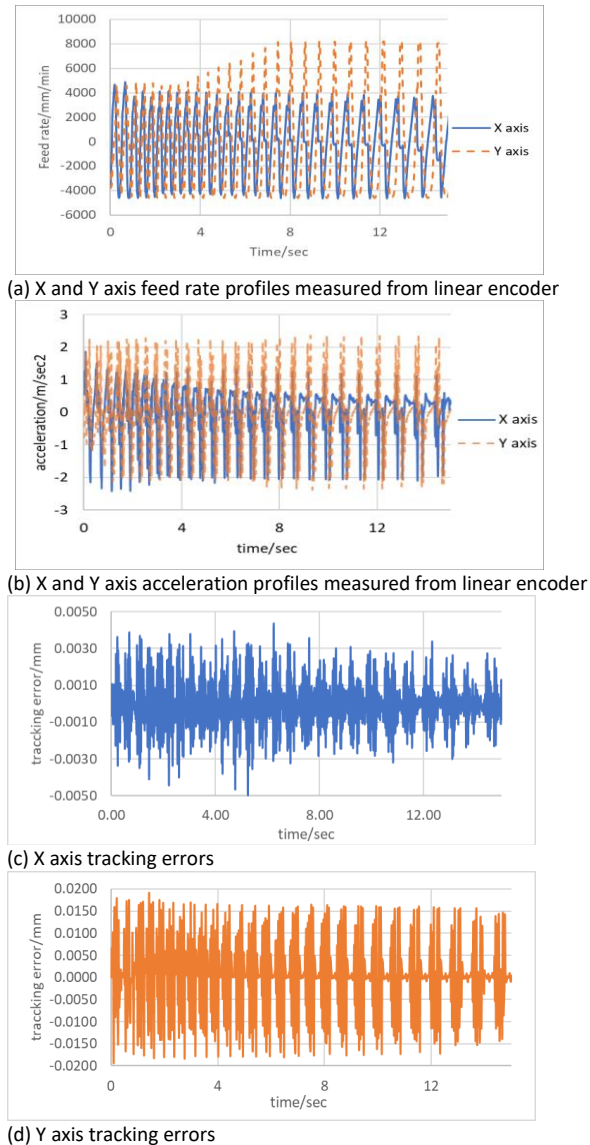 10000
8000
6000
4000
2000
0
-2000
-4000
-6000
Feed rate/mm/min
0 4 8 12
Time/sec
X axis
Y axis
(a) X and Y axis feed rate profiles measured from linear encoder
3
2
1
0
-1
-2
-3
acceleration/m/sec2
0 4 8 12
time/sec
X axis
Y axis
(b) X and Y axis acceleration profiles measured from linear encoder
0.0050
0.0030
0.0010
-0.0010
-0.0030
-0.0050
traccking error/mm
0.00 4.00 8.00 12.00
time/sec
(c) X axis tracking errors
0.0200
0.0150
0.0100
0.0050
0.0000
-0.0050
-0.0100
-0.0150
-0.0200
traccking error/mm
0 4 8 12
time/sec
(d) Y axis tracking errors